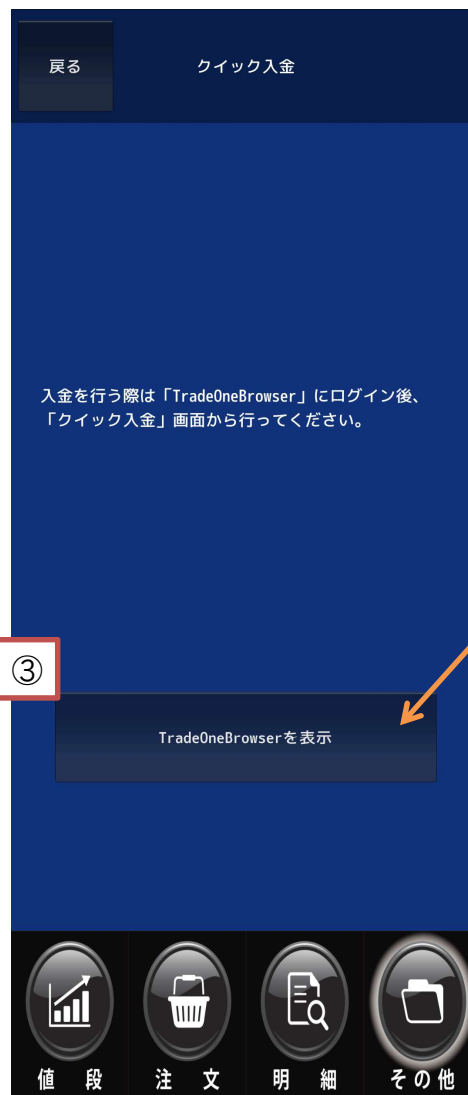 戻る
クイック入金
入金を行う際は「TradeOneBrowser」にログイン後、
「クイック入金」画面から行ってください。
③
TradeOneBrowserを表示
値 段
注 文
明 細
その他